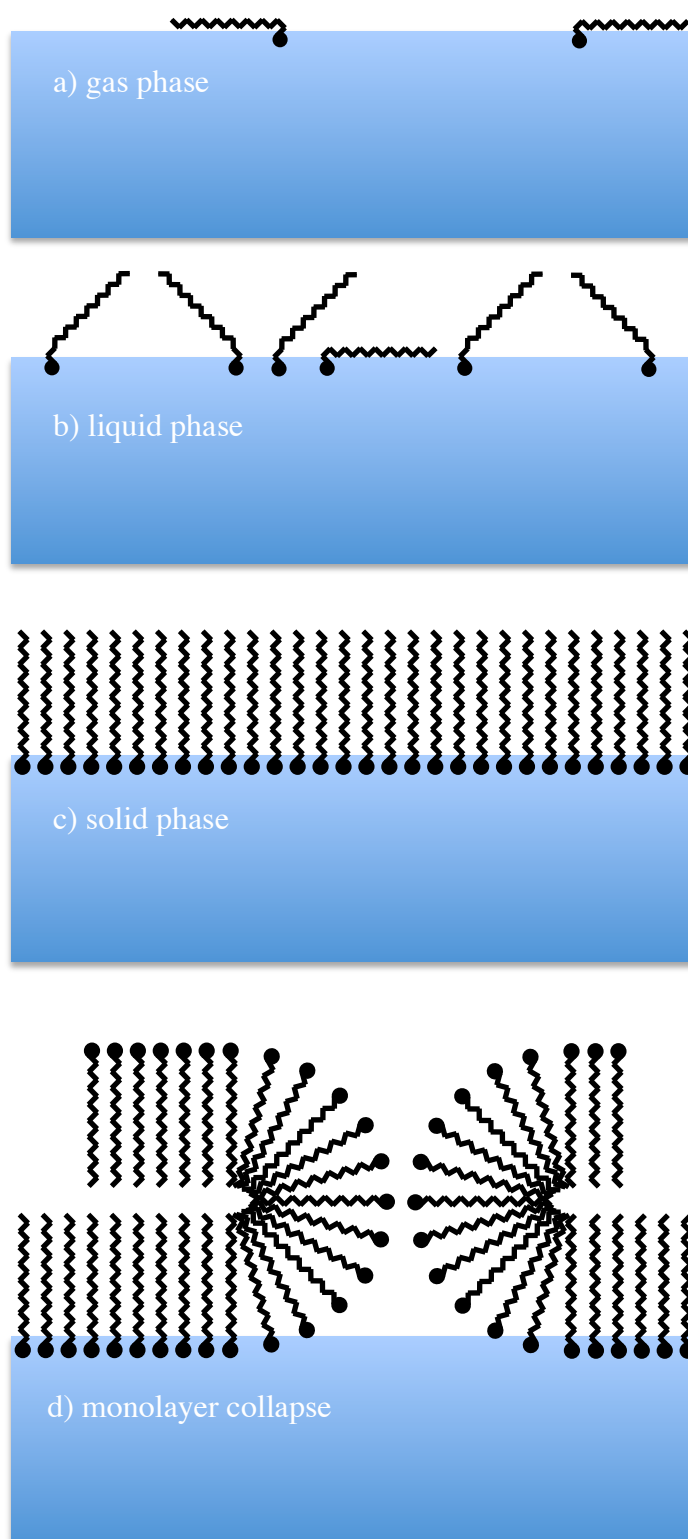 a) gas phase
b) liquid phase
c) solid phase
d) monolayer collapse